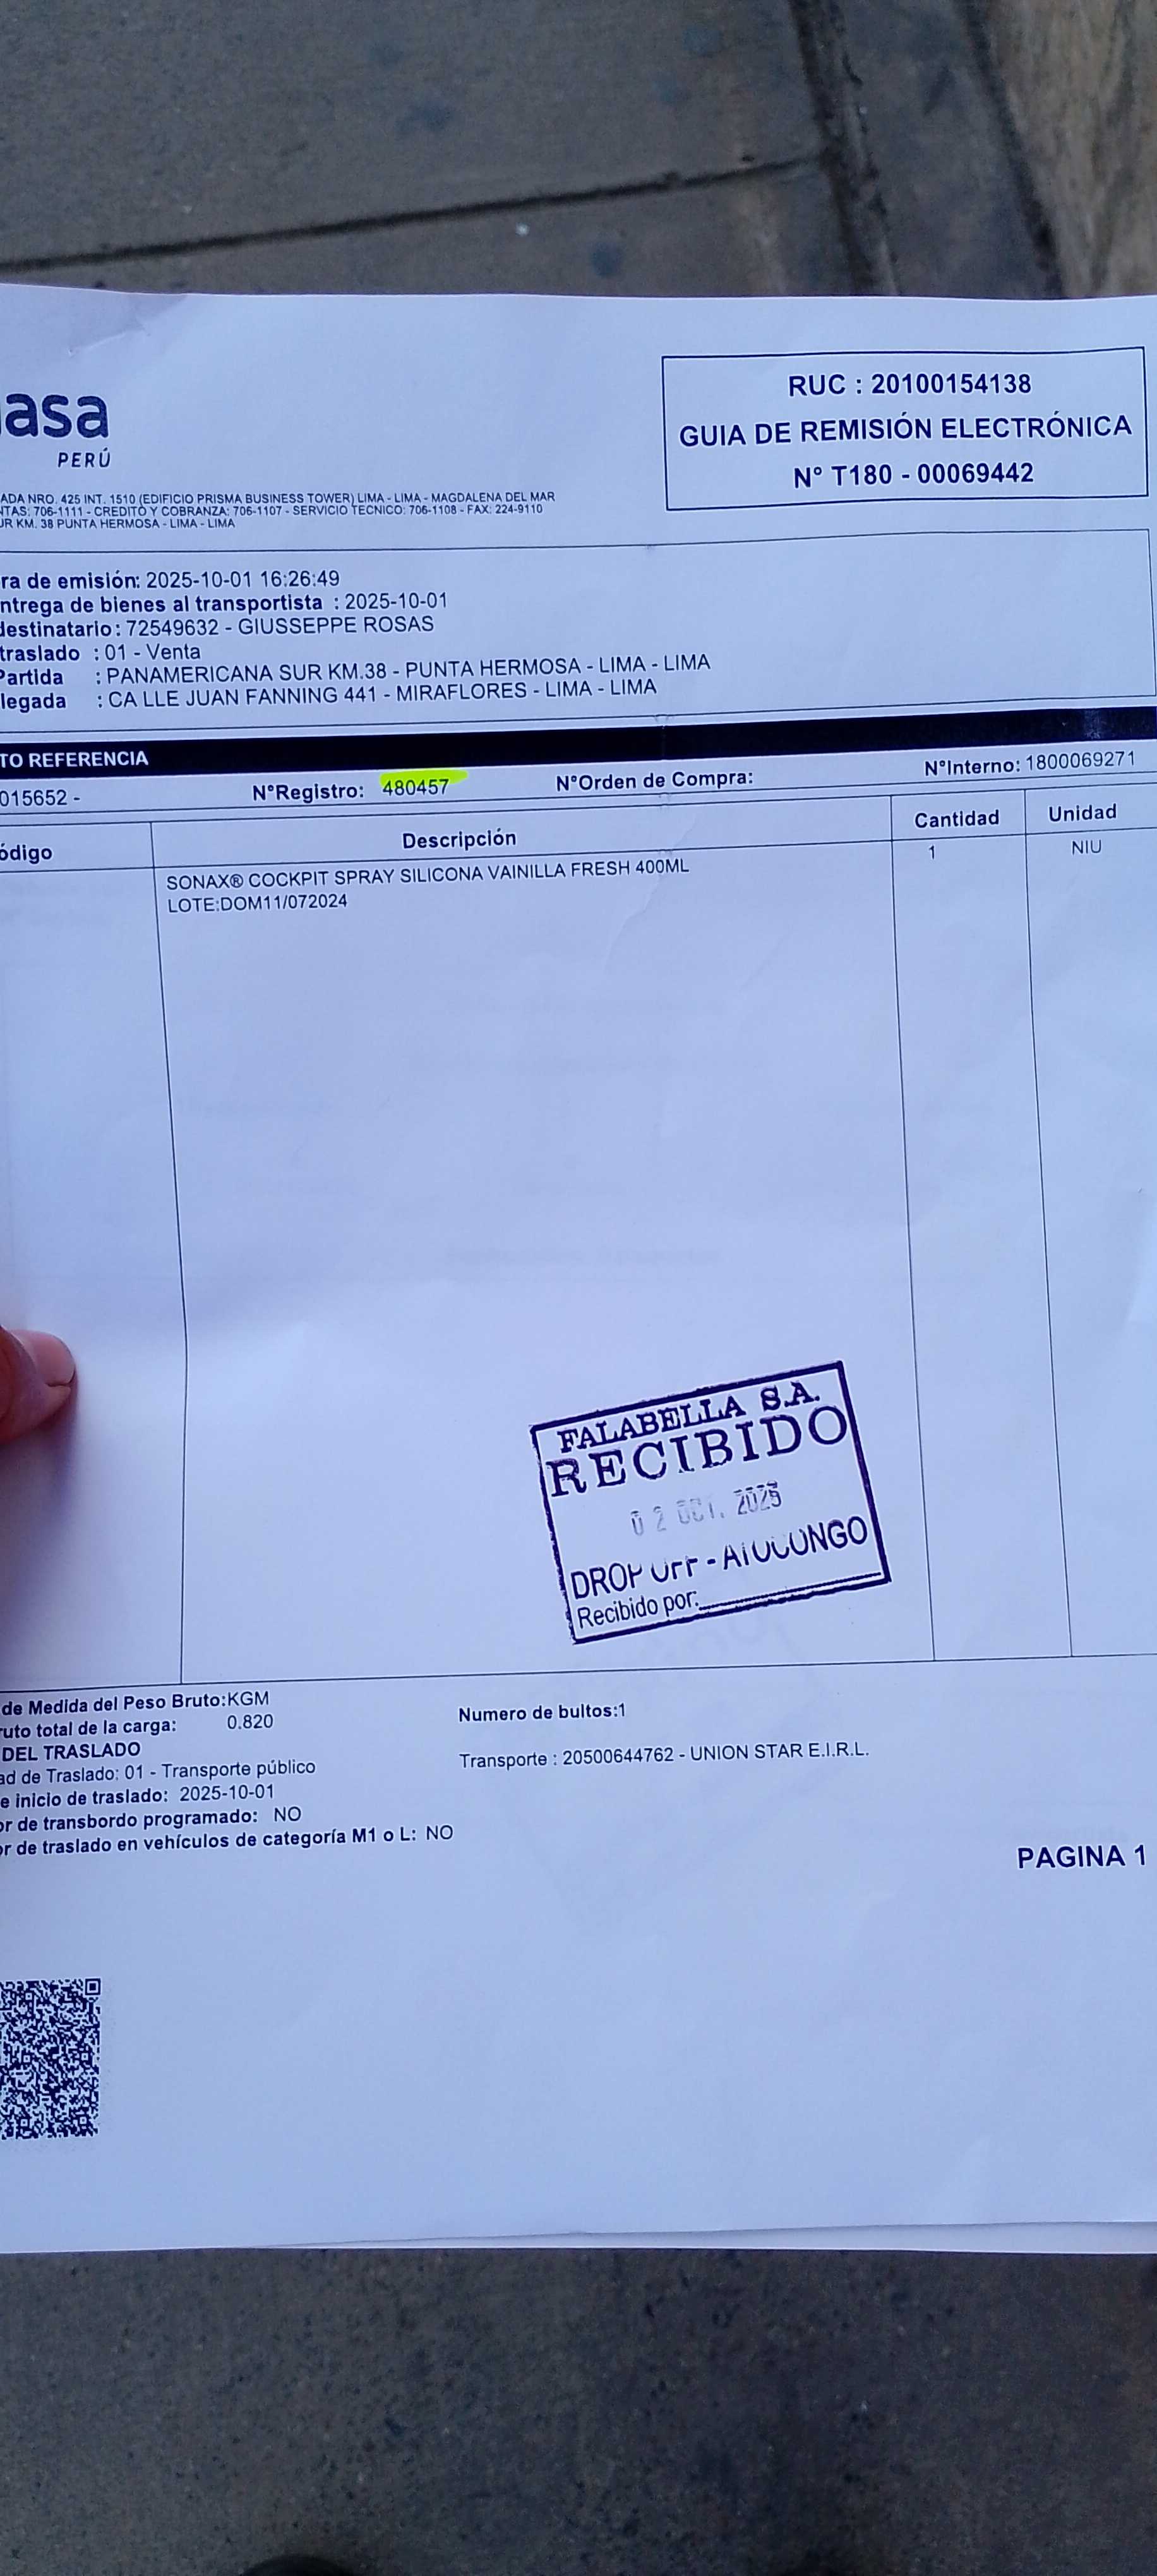 asa
PERÚ
RUC : 20100154138
GUIA DE REMISIÓN ELECTRÓNICA
N° T180 - 00069442
ADA NRO. 425 INT. 1510 (EDIFICIO PRISMA BUSINESS TOWER) LIMA - LIMA - MAGDALENA DEL MAR
NTAS: 706-1111 - CREDITO Y COBRANZA: 706-1107 - SERVICIO TECNICO: 706-1108 - FAX: 224-9110
UR KM. 38 PUNTA HERMOSA - LIMA - LIMA
ra de emisión: 2025-10-01 16:26:49
ntrega de bienes al transportista : 2025-10-01
destinatario : 72549632 - GIUSSEPPE ROSAS
traslado : 01 - Venta
Partida : PANAMERICANA SUR KM.38 - PUNTA HERMOSA - LIMA - LIMA
legada : CA LLE JUAN FANNING 441 - MIRAFLORES - LIMA - LIMA
TO REFERENCIA
015652 - N°Registro: 480457 N°Orden de Compra: N°Interno: 1800069271
ódigo Descripción Cantidad Unidad
SONAX® COCKPIT SPRAY SILICONA VAINILLA FRESH 400ML 1 NIU
LOTE:DOM11/072024
FALABELLA S.A.
RECIBIDO
02 OCT. 2025
DROP OFF - ATOCONGO
Recibido por:
de Medida del Peso Bruto:KGM
ruto total de la carga: 0.820
Numero de bultos:1
DEL TRASLADO
ad de Traslado: 01 - Transporte público
Transporte : 20500644762 - UNION STAR E.I.R.L.
e inicio de traslado: 2025-10-01
or de transbordo programado: NO
or de traslado en vehículos de categoría M1 o L: NO
PAGINA 1